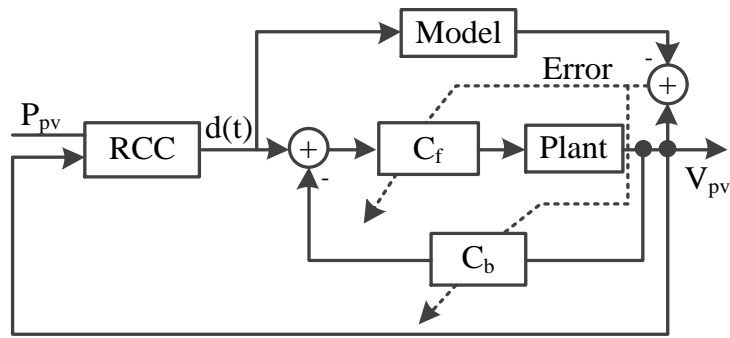 Model
-
Error
+
P_pv
d(t)
RCC
+
C_f
Plant
-
V_pv
C_b